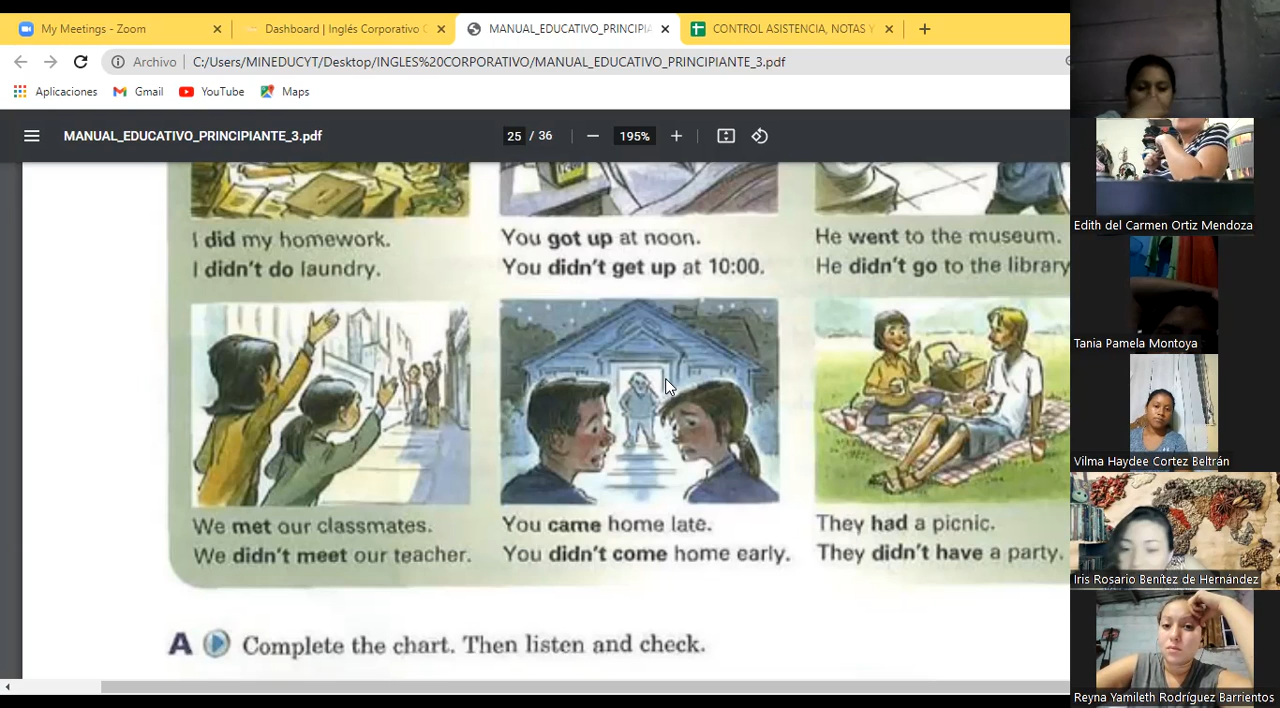 My Meetings - Zoom
Dashboard | Inglés Corporativo
MANUAL_EDUCATIVO_PRINCIPIA
CONTROL ASISTENCIA, NOTAS Y
Archivo
C:/Users/MINEDUCYT/Desktop/INGLES%20CORPORATIVO/MANUAL_EDUCATIVO_PRINCIPIANTE_3.pdf
Aplicaciones
Gmail
YouTube
Maps
MANUAL_EDUCATIVO_PRINCIPIANTE_3.pdf
25 / 36
195%
I did my homework.
I didn't do laundry.
You got up at noon.
You didn't get up at 10:00.
He went to the museum.
He didn't go to the library
We met our classmates.
We didn't meet our teacher.
You came home late.
You didn't come home early.
They had a picnic.
They didn't have a party.
A Complete the chart. Then listen and check.
Edith del Carmen Ortiz Mendoza
Tania Pamela Montoya
Vilma Haydee Cortez Beltrán
Iris Rosario Benítez de Hernández
Reyna Yamileth Rodríguez Barrientos